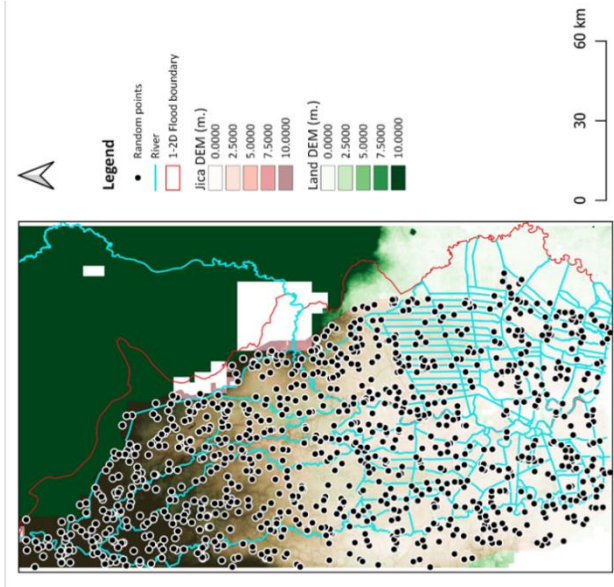 Legend
Random points
River
1-2D Flood boundary
Jica DEM (m.)
0.0000
2.5000
5.0000
7.5000
10.0000
Land DEM (m.)
0.0000
2.5000
5.0000
7.5000
10.0000
0 30 60 km